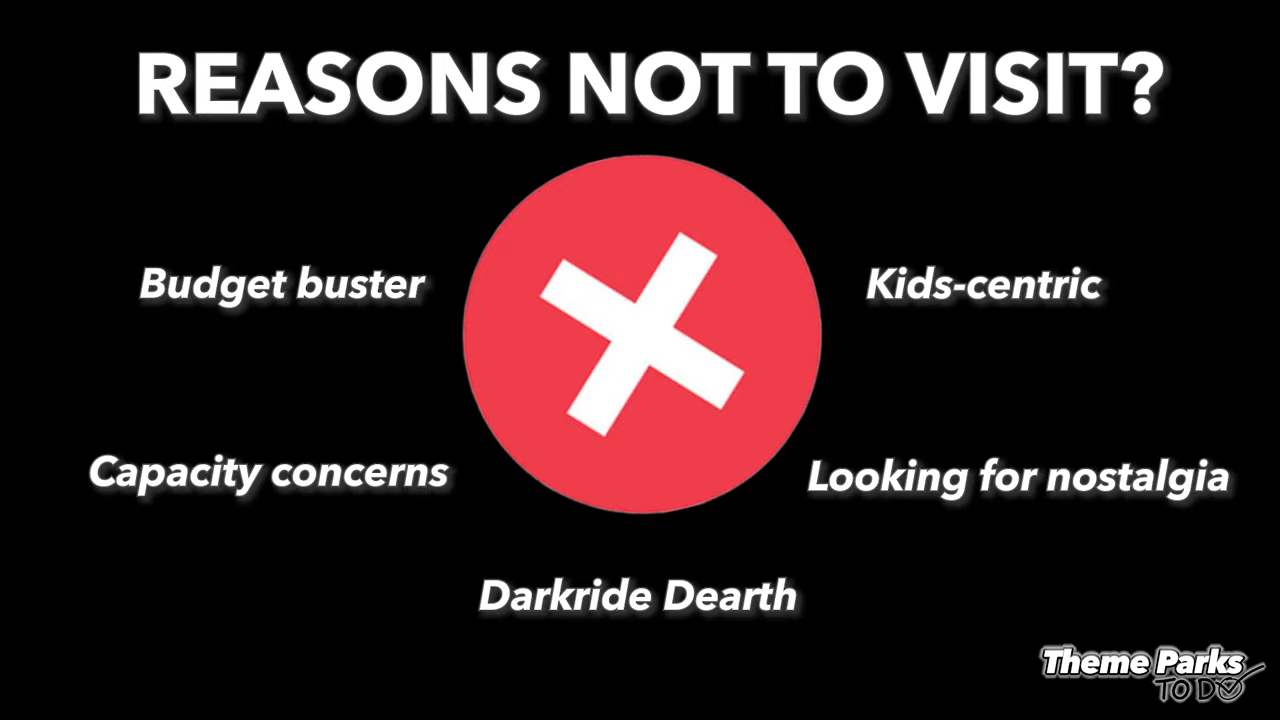 REASONS NOT TO VISIT?
Budget buster
Kids-centric
Capacity concerns
Looking for nostalgia
Darkride Dearth
Theme Parks
TO DO